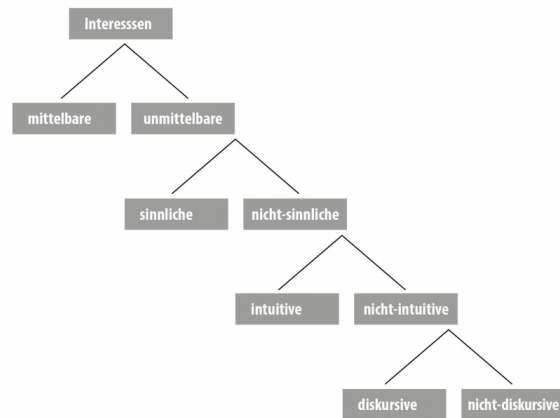 Interesssen
mittelbare
unmittelbare
sinnliche
nicht-sinnliche
intuitive
nicht-intuitive
diskursive
nicht-diskursive